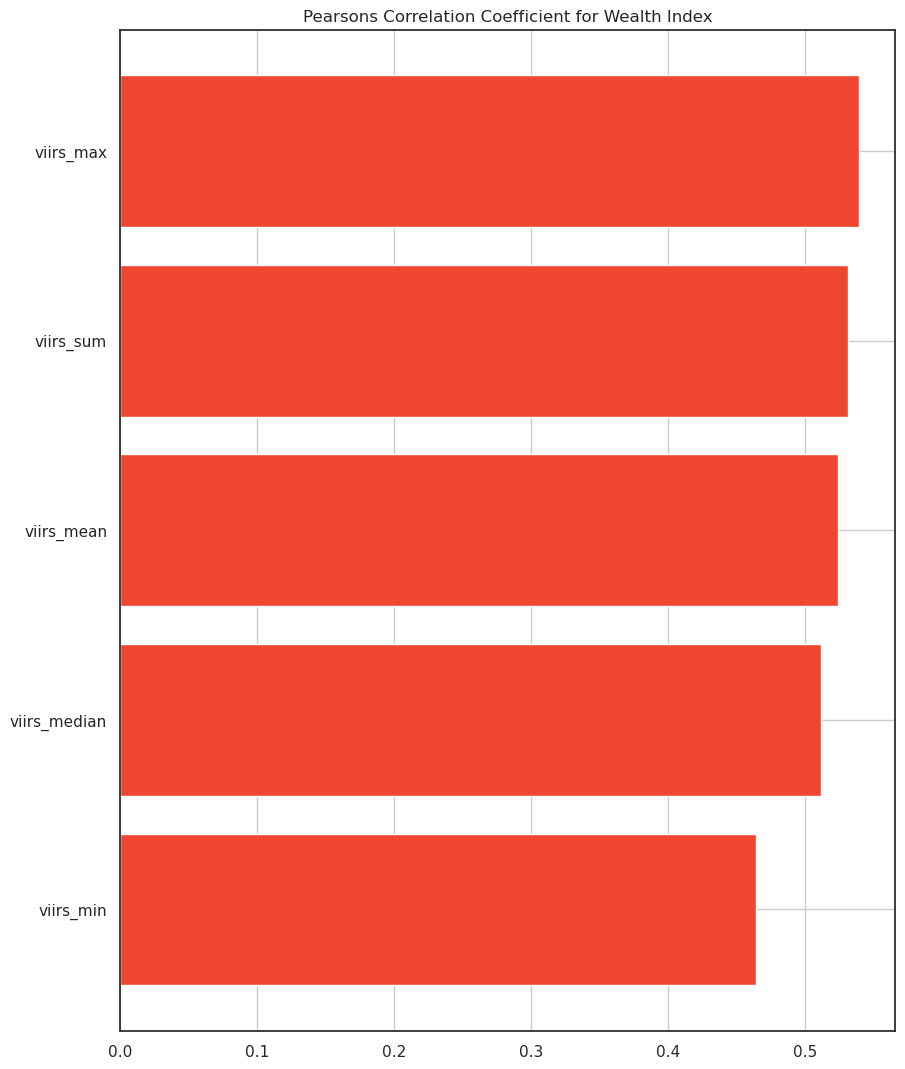 Pearsons Correlation Coefficient for Wealth Index
viirs_max
viirs_sum
viirs_mean
viirs_median
viirs_min
0.0 0.1 0.2 0.3 0.4 0.5